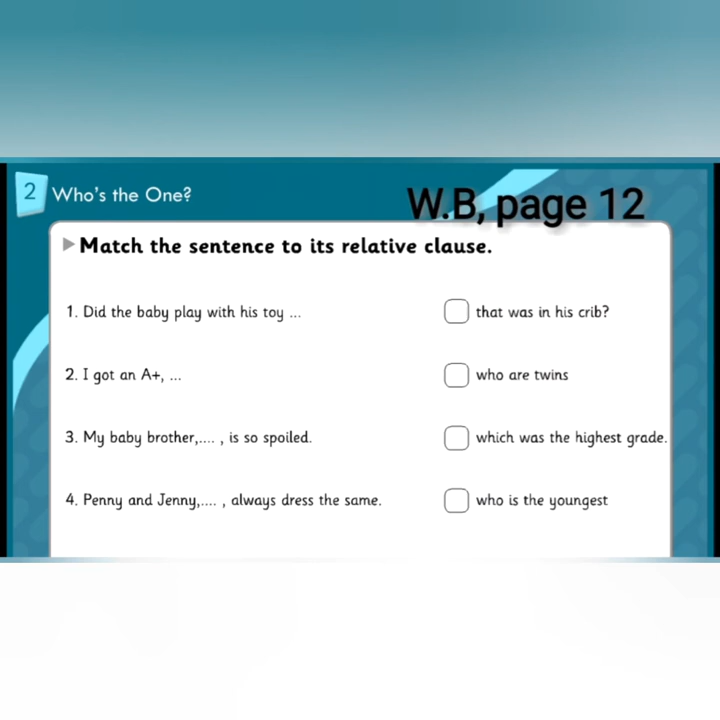 2 Who's the One?
W.B, page 12
Match the sentence to its relative clause.
1. Did the baby play with his toy ... that was in his crib?
2. I got an A+, ... who are twins
3. My baby brother,.... , is so spoiled. which was the highest grade.
4. Penny and Jenny,.... , always dress the same. who is the youngest